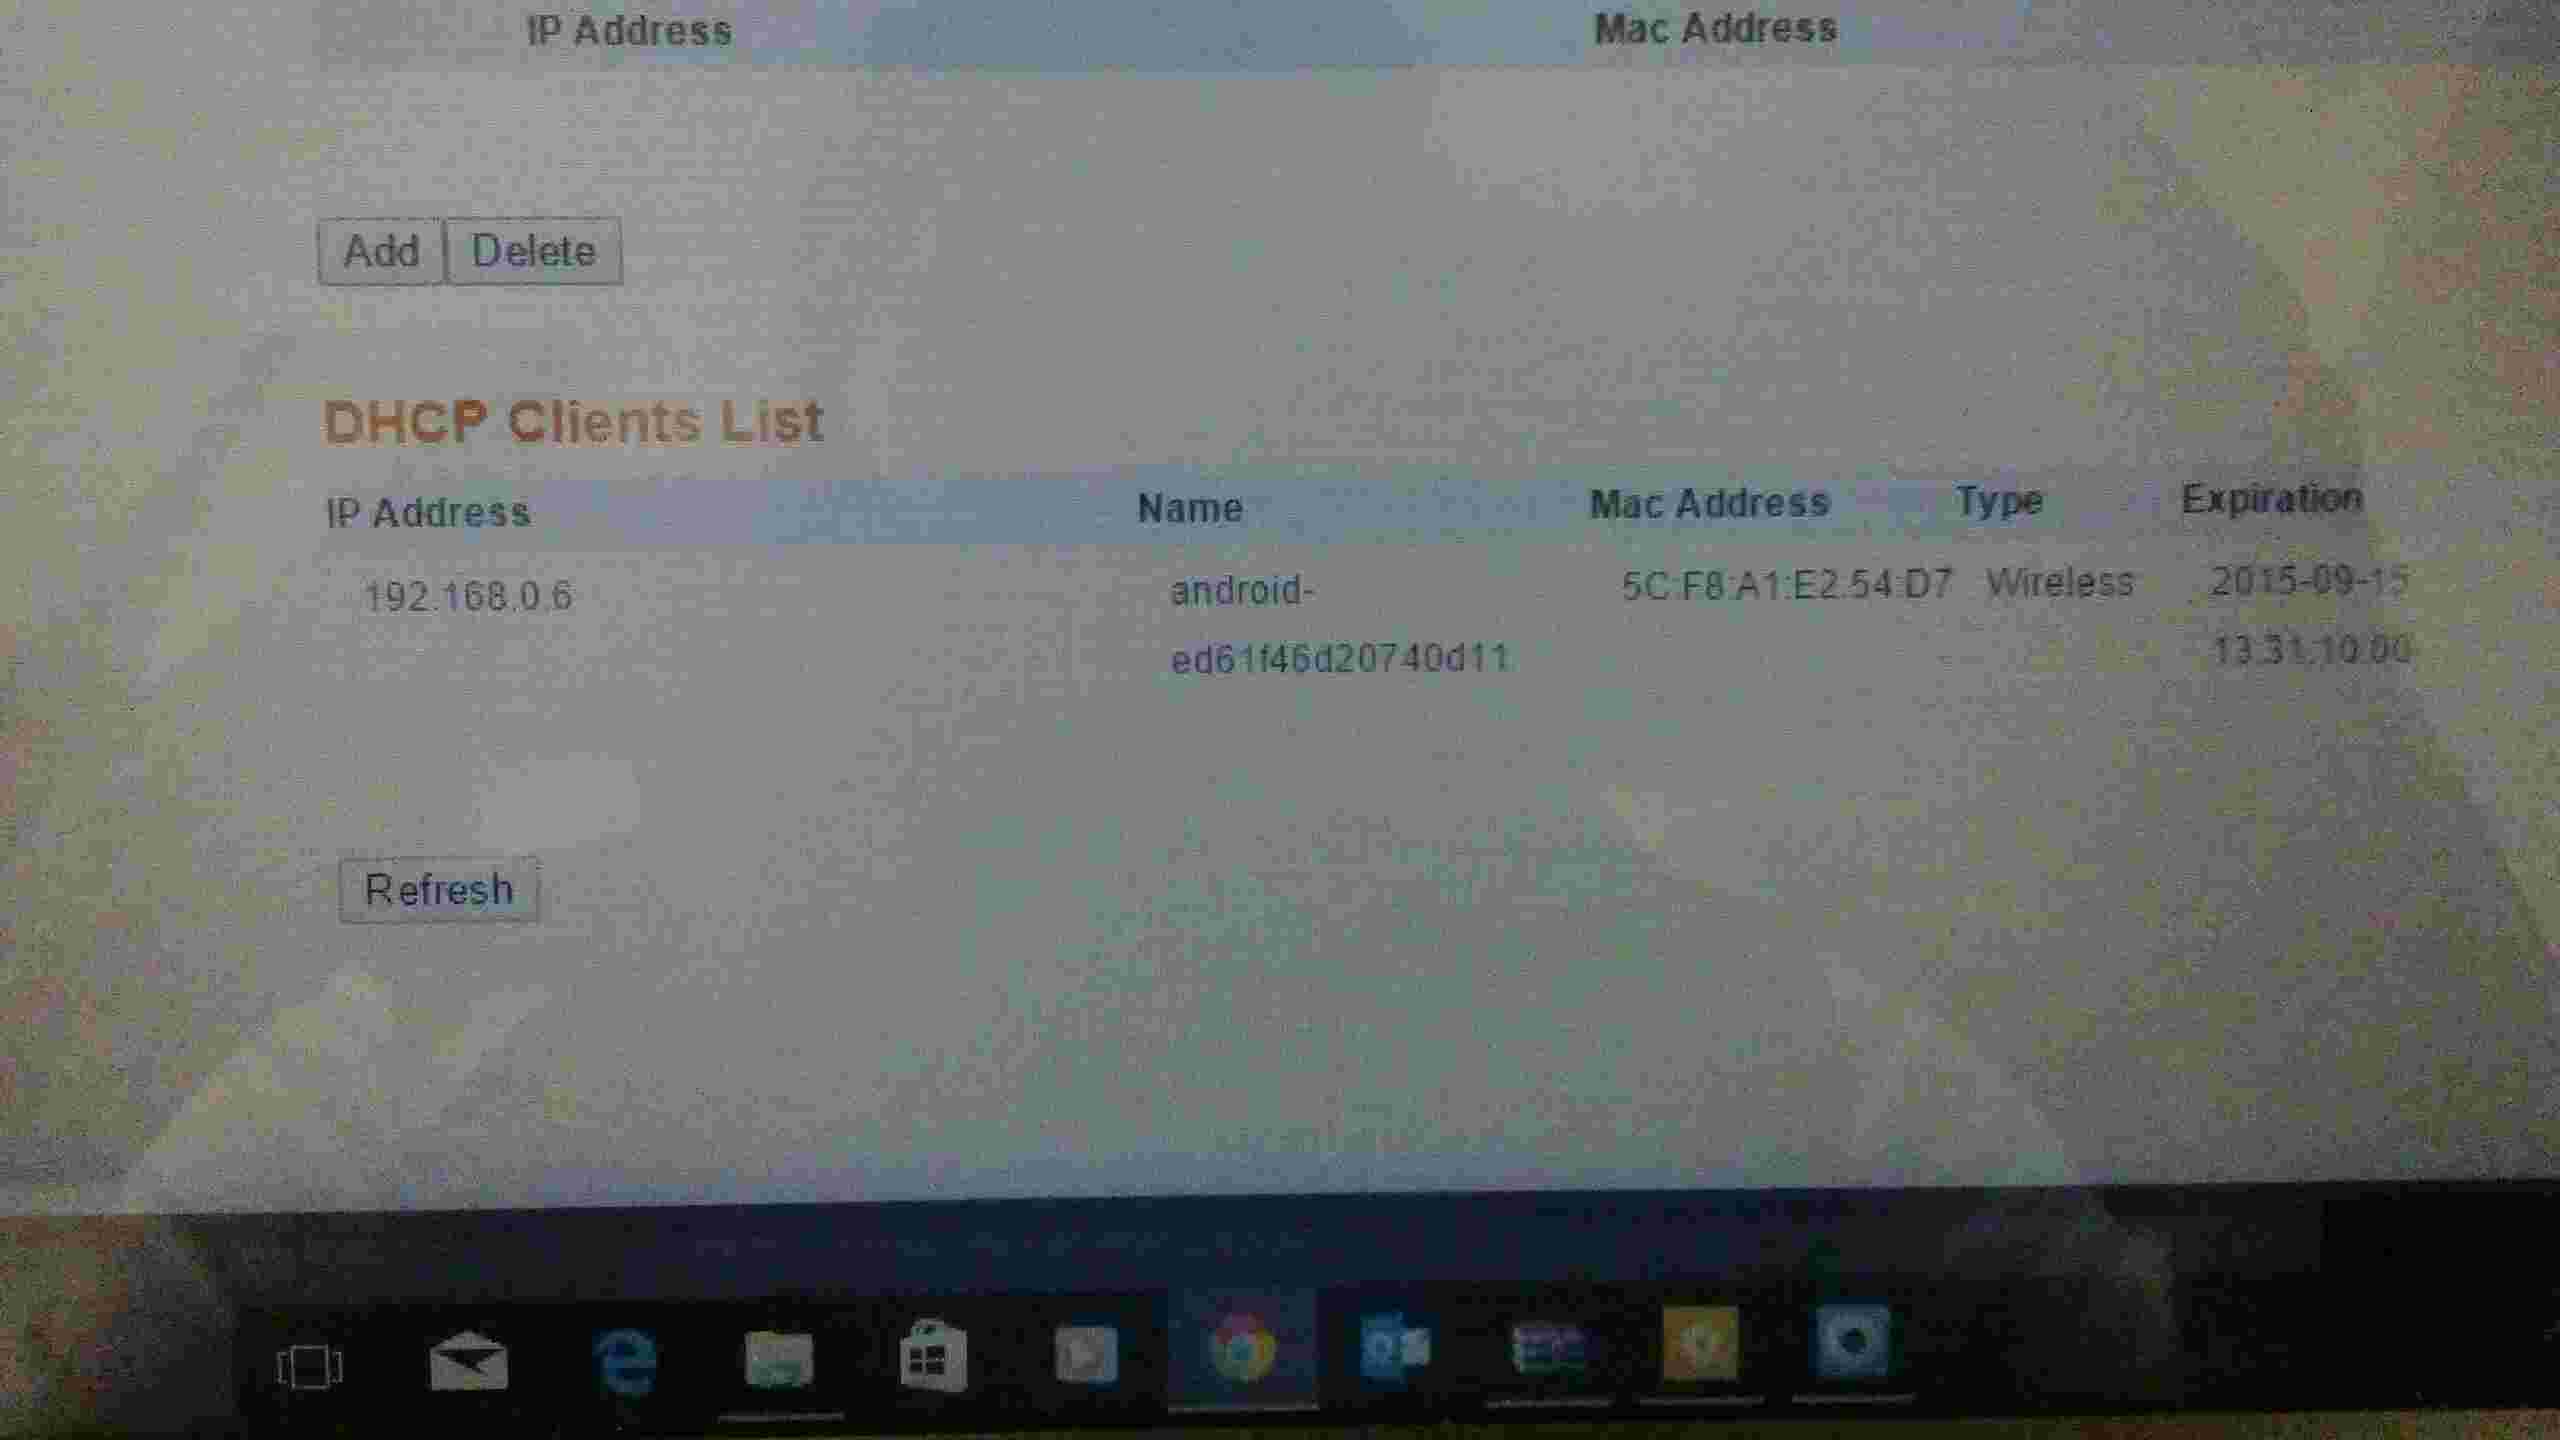 IP Address Mac Address
Add Delete
DHCP Clients List
IP Address Name Mac Address Type Expiration
192.168.0.6 android- 5C:F8:A1:E2:54:D7 Wireless 2015-09-15
ed61f46d20740d11 13:31:10.00
Refresh